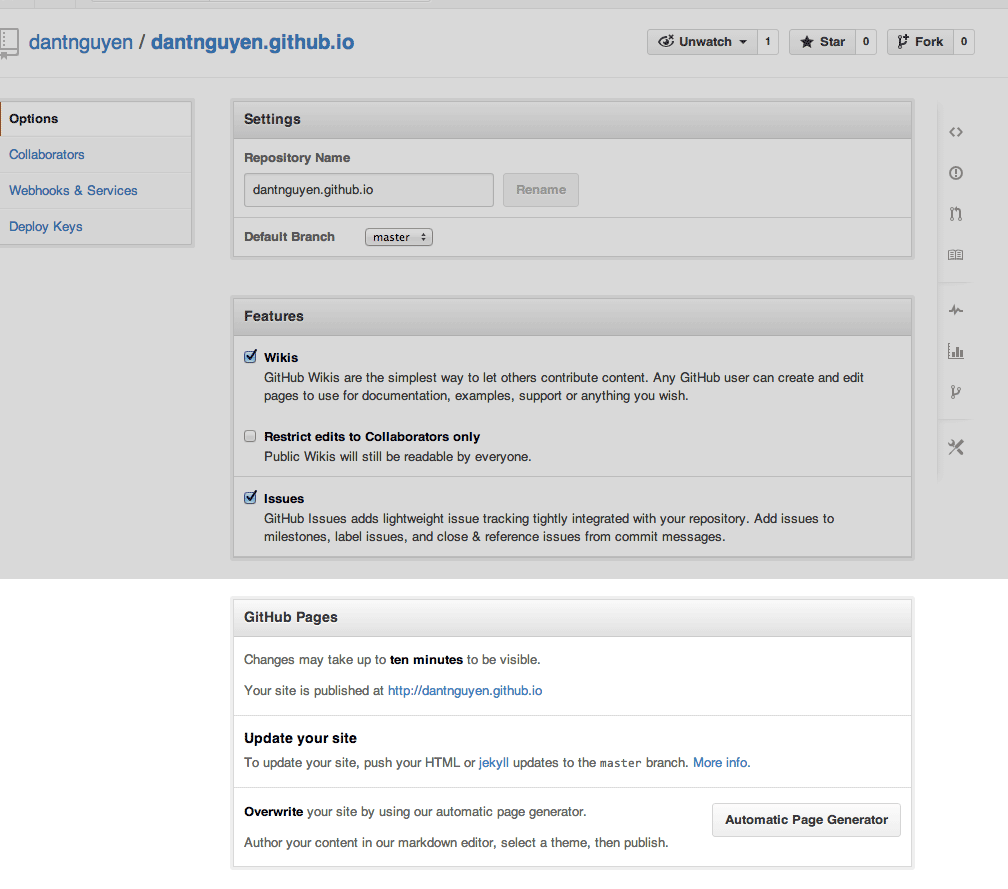 dantnguyen / dantnguyen.github.io
Unwatch 1 Star 0 Fork 0
Options
Collaborators
Webhooks & Services
Deploy Keys
Settings
Repository Name
dantnguyen.github.io Rename
Default Branch master
Features
Wikis
GitHub Wikis are the simplest way to let others contribute content. Any GitHub user can create and edit
pages to use for documentation, examples, support or anything you wish.
Restrict edits to Collaborators only
Public Wikis will still be readable by everyone.
Issues
GitHub Issues adds lightweight issue tracking tightly integrated with your repository. Add issues to
milestones, label issues, and close & reference issues from commit messages.
GitHub Pages
Changes may take up to ten minutes to be visible.
Your site is published at http://dantnguyen.github.io
Update your site
To update your site, push your HTML or jekyll updates to the master branch. More info.
Overwrite your site by using our automatic page generator.
Automatic Page Generator
Author your content in our markdown editor, select a theme, then publish.